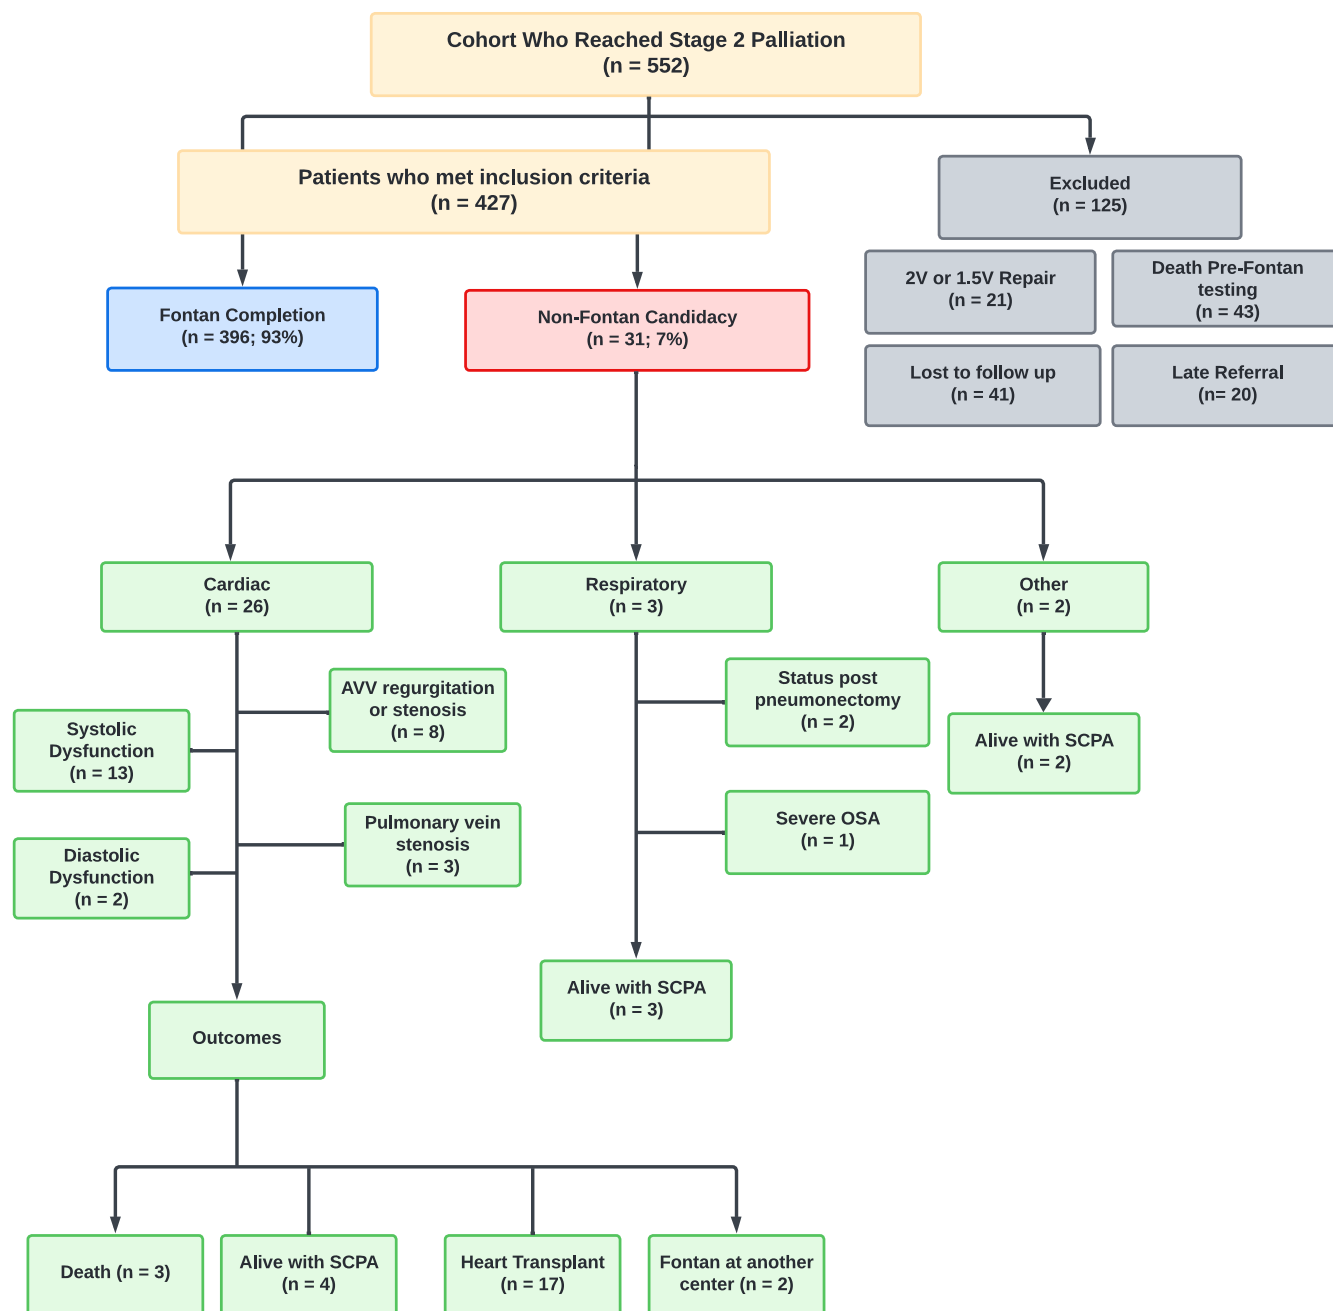 Cohort Who Reached Stage 2 Palliation
(n = 552)
Patients who met inclusion criteria
(n = 427)
Excluded
(n = 125)
2V or 1.5V Repair
(n = 21)
Death Pre-Fontan
testing
(n = 43)
Lost to follow up
(n = 41)
Late Referral
(n= 20)
Fontan Completion
(n = 396; 93%)
Non-Fontan Candidacy
(n = 31; 7%)
Cardiac
(n = 26)
Respiratory
(n = 3)
Other
(n = 2)
AVV regurgitation
or stenosis
(n = 8)
Systolic
Dysfunction
(n = 13)
Pulmonary vein
stenosis
(n = 3)
Diastolic
Dysfunction
(n = 2)
Status post
pneumonectomy
(n = 2)
Severe OSA
(n = 1)
Alive with SCPA
(n = 2)
Alive with SCPA
(n = 3)
Outcomes
Death (n = 3)
Alive with SCPA
(n = 4)
Heart Transplant
(n = 17)
Fontan at another
center (n = 2)